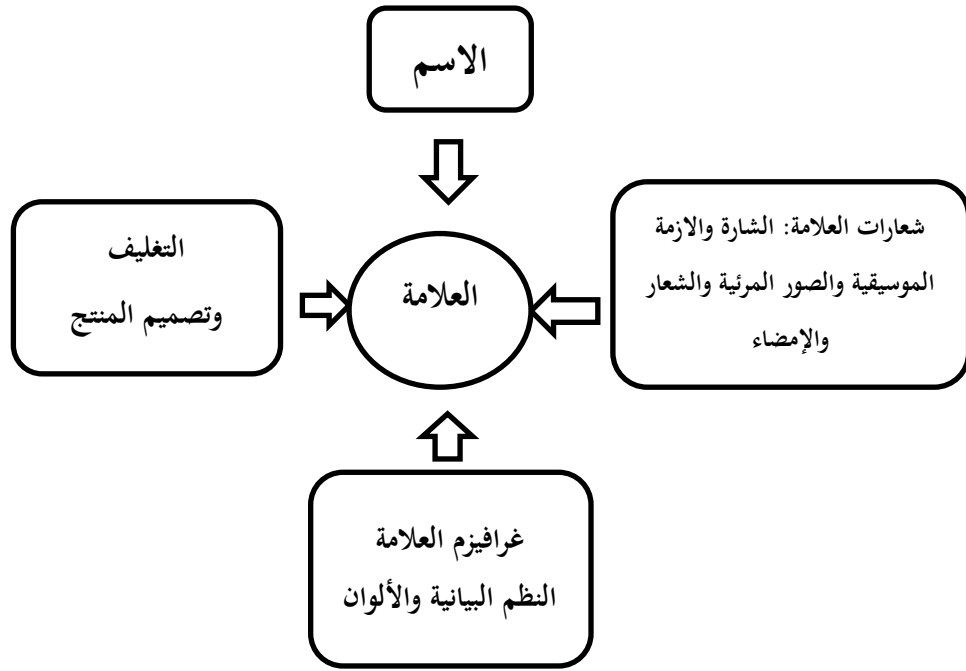 الاسم
شعارات العلامة: الشارة والازمة
الموسيقية والصور المرئية والشعار
والإمضاء
العلامة
التغليف
وتصميم المنتج
غرافيزم العلامة
النظم البيانية والألوان